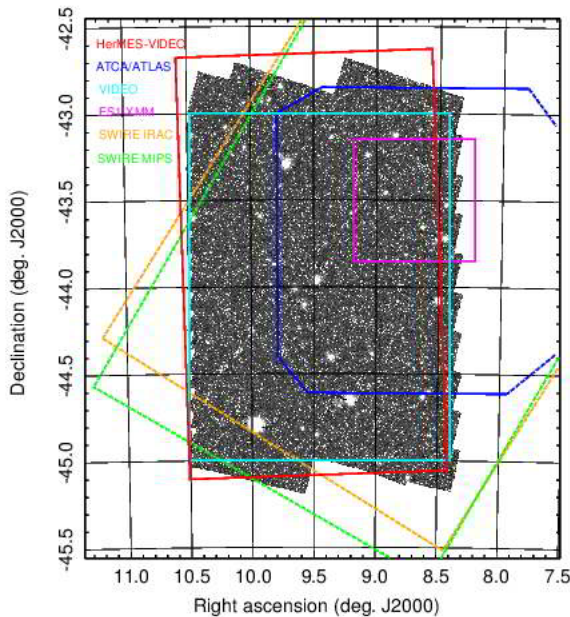 HerMES-VIDEO
ATCA/ATLAS
VIDEO
ES1 XMM
SWIRE IRAC
SWIRE MIPS
-42.5
-43.0
-43.5
-44.0
-44.5
-45.0
-45.5
Declination (deg. J2000)
11.0 10.5 10.0 9.5 9.0 8.5 8.0 7.5
Right ascension (deg. J2000)